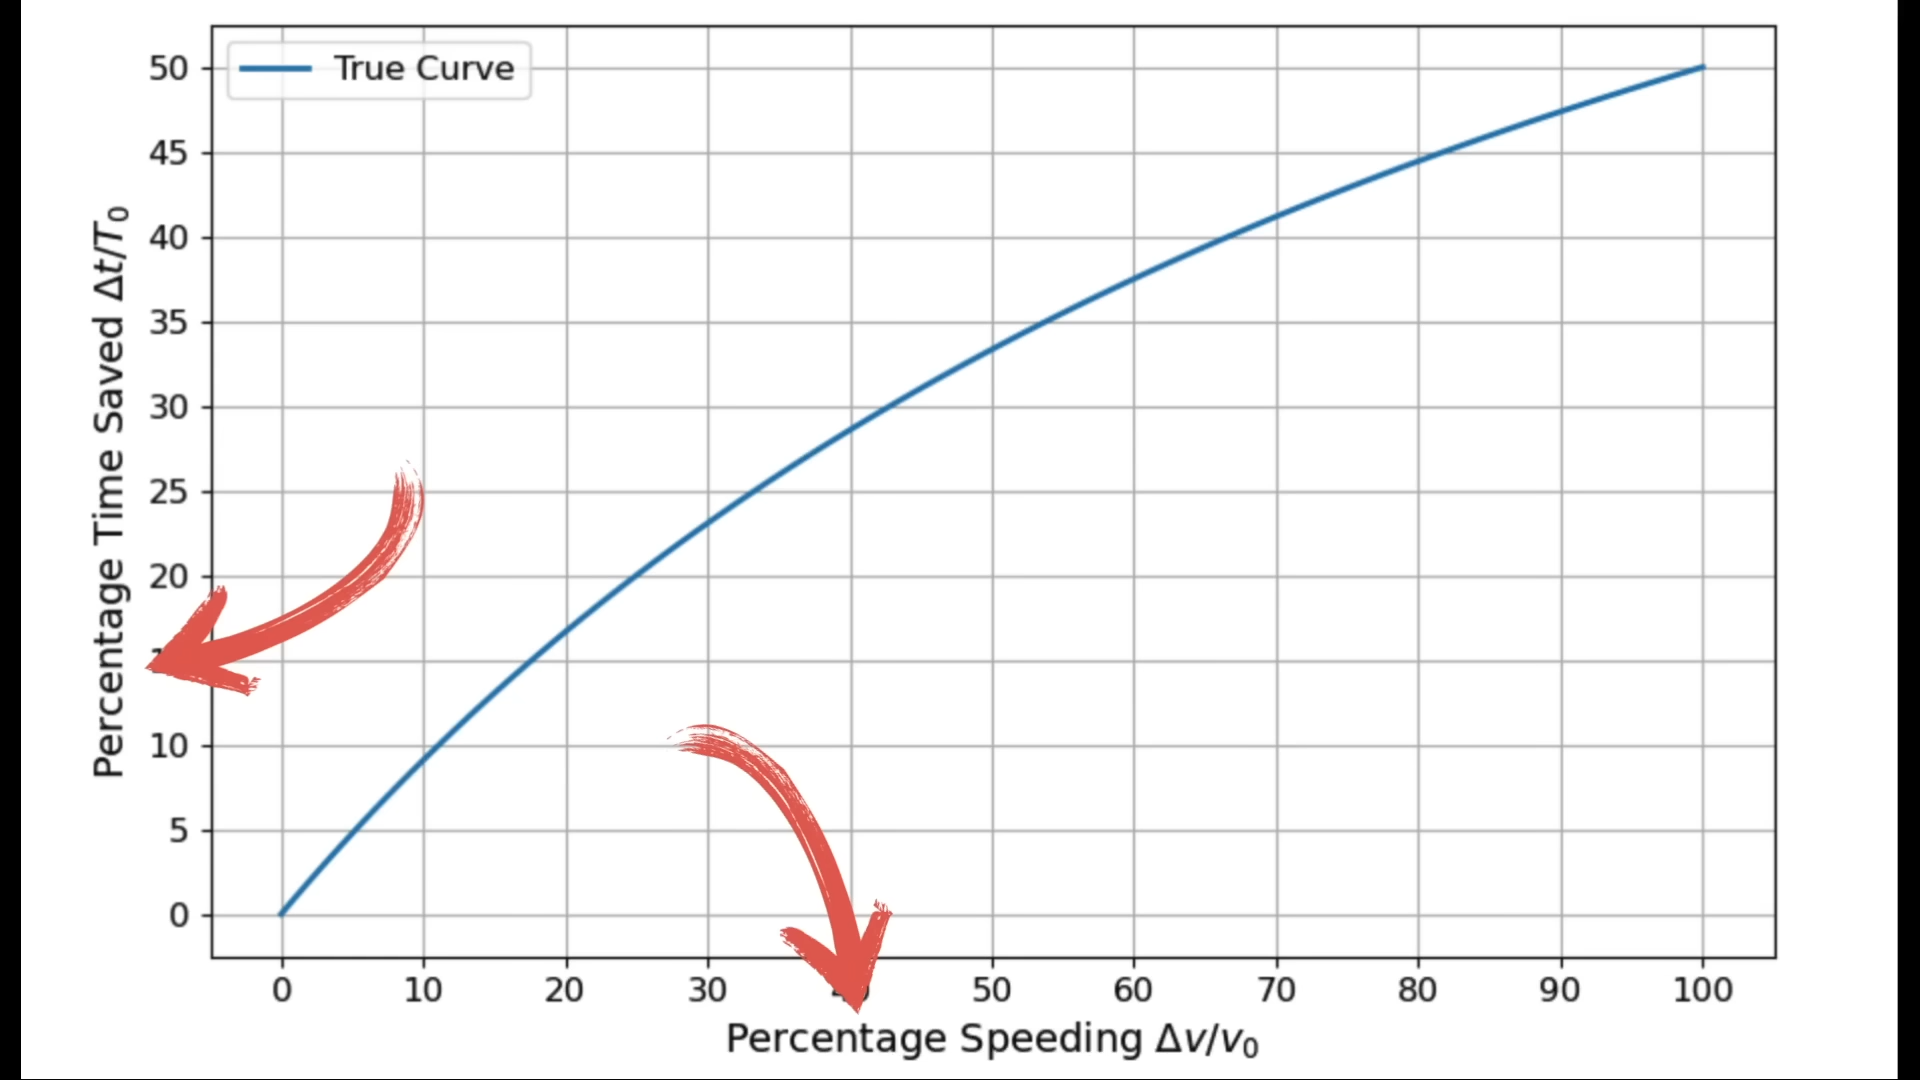 True Curve
Percentage Time Saved Δt/T₀
50
45
40
35
30
25
20
10
5
0
0 10 20 30 50 60 70 80 90 100
Percentage Speeding Δv/v₀